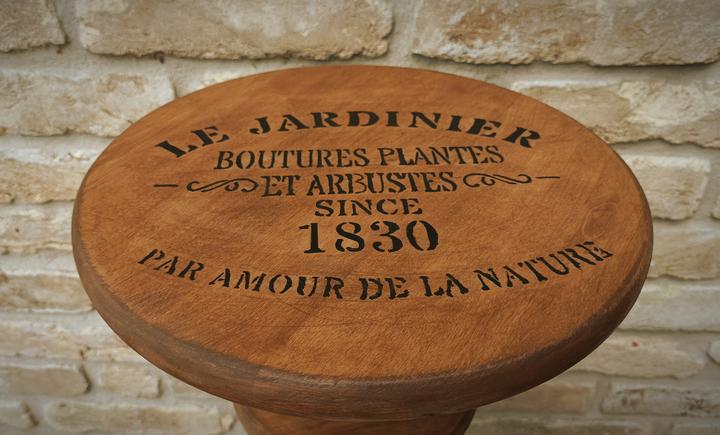 LE JARDINIER
BOUTURES PLANTES
ET ARBUSTES
SINCE
1830
PAR AMOUR DE LA NATURE